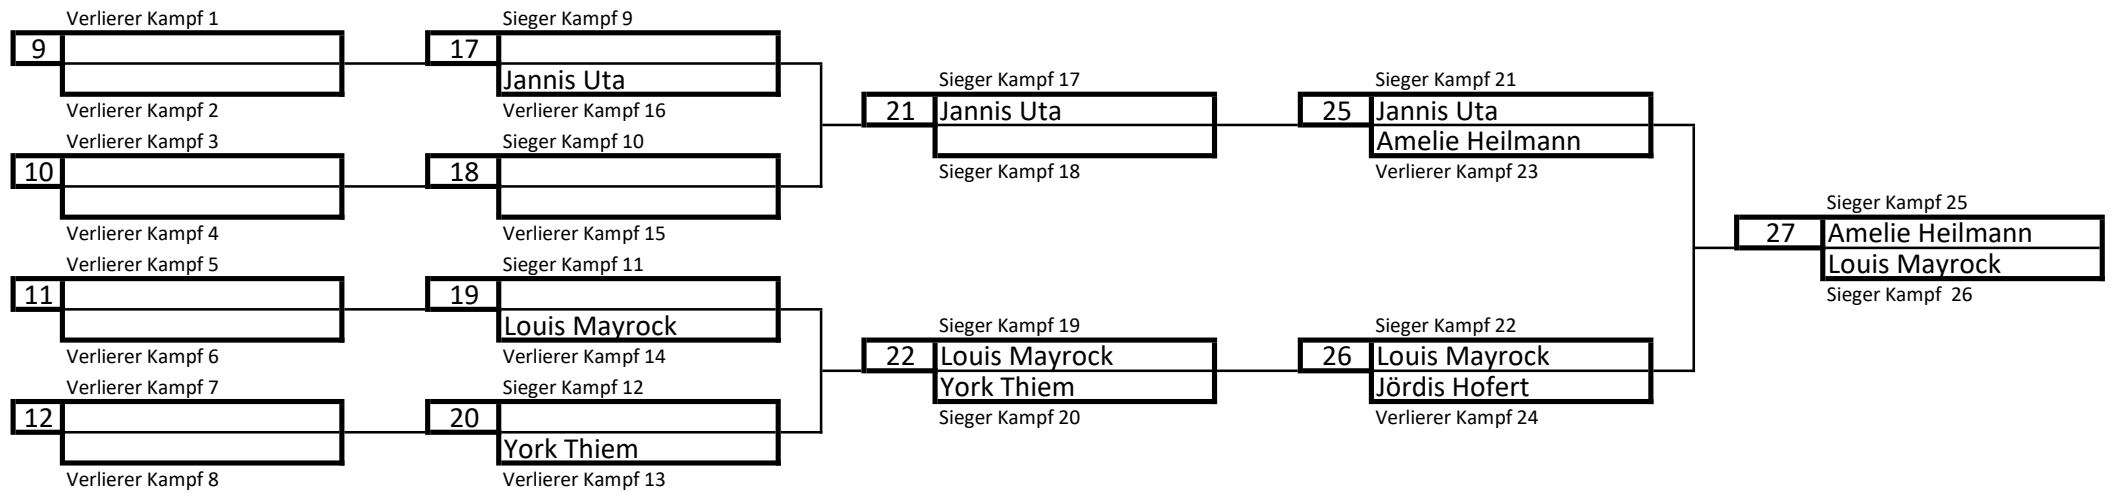 Verlierer Kampf 1
9
Verlierer Kampf 2
Verlierer Kampf 3
10
Verlierer Kampf 4
Verlierer Kampf 5
11
Verlierer Kampf 6
Verlierer Kampf 7
12
Verlierer Kampf 8
Sieger Kampf 9
17
Jannis Uta
Verlierer Kampf 16
Sieger Kampf 10
18
Verlierer Kampf 15
Sieger Kampf 11
19
Louis Mayrock
Verlierer Kampf 14
Sieger Kampf 12
20
York Thiem
Verlierer Kampf 13
Sieger Kampf 17
21 Jannis Uta
Sieger Kampf 18
Sieger Kampf 19
22 Louis Mayrock
York Thiem
Sieger Kampf 20
Sieger Kampf 21
25 Jannis Uta
Amelie Heilmann
Verlierer Kampf 23
Sieger Kampf 22
26 Louis Mayrock
Jördis Hofert
Verlierer Kampf 24
Sieger Kampf 25
27 Amelie Heilmann
Louis Mayrock
Sieger Kampf 26